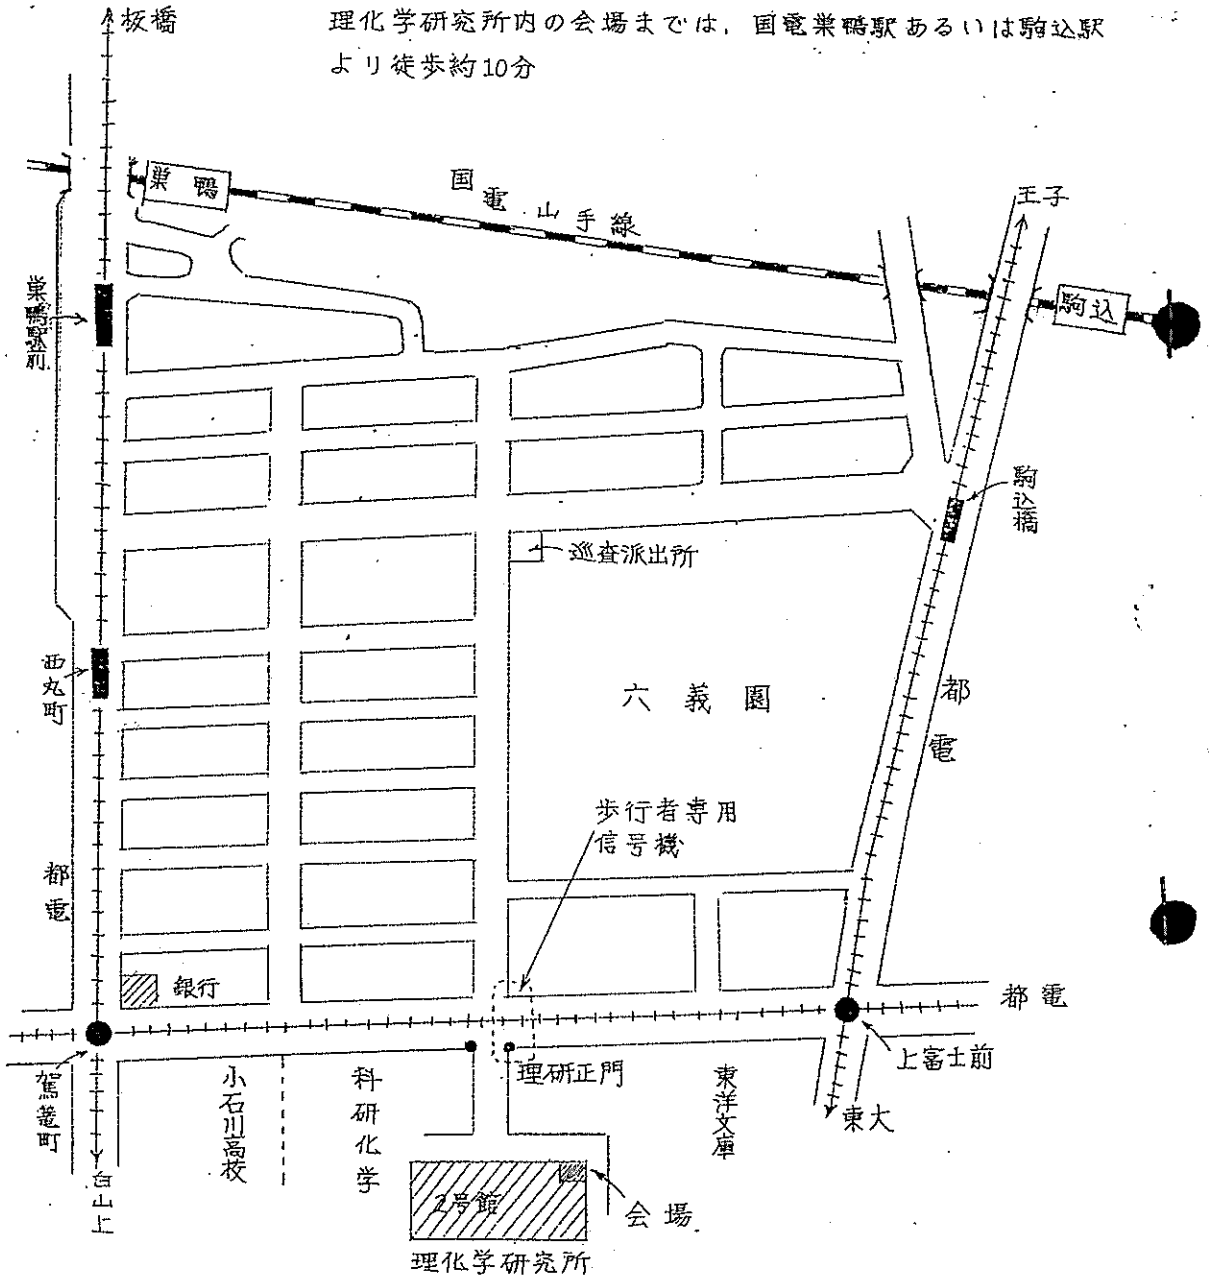 板橋
理化学研究所内の会場までは，国電巣鴨駅あるいは駒込駅
より徒歩約10分
巣鴨
国電山手線
王子
駒込
巣鴨駅前
駒込橋
巡査派出所
西丸町
六義園
都電
歩行者専用
信号機
都電
銀行
都電
上富士前
駕篭町
小石川高校
科研化学
理研正門
東洋文庫
東大
白山上
2号館
会場
理化学研究所